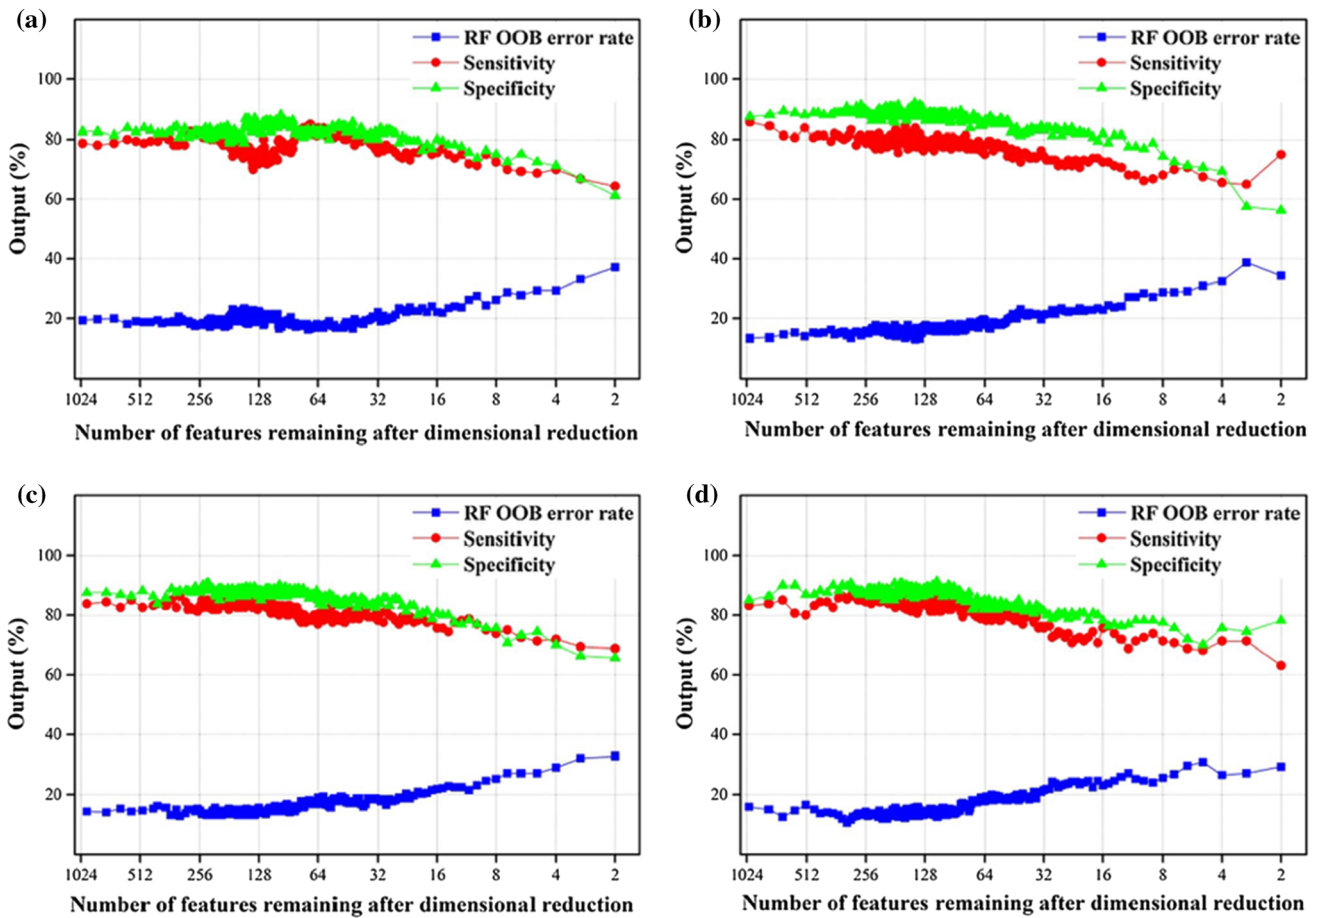 (a)
RF OOB error rate
Sensitivity
Specificity
100
80
60
40
20
Output (%)
1024 512 256 128 64 32 16 8 4 2
Number of features remaining after dimensional reduction
(b)
RF OOB error rate
Sensitivity
Specificity
100
80
60
40
20
Output (%)
1024 512 256 128 64 32 16 8 4 2
Number of features remaining after dimensional reduction
(c)
RF OOB error rate
Sensitivity
Specificity
100
80
60
40
20
Output (%)
1024 512 256 128 64 32 16 8 4 2
Number of features remaining after dimensional reduction
(d)
RF OOB error rate
Sensitivity
Specificity
100
80
60
40
20
Output (%)
1024 512 256 128 64 32 16 8 4 2
Number of features remaining after dimensional reduction